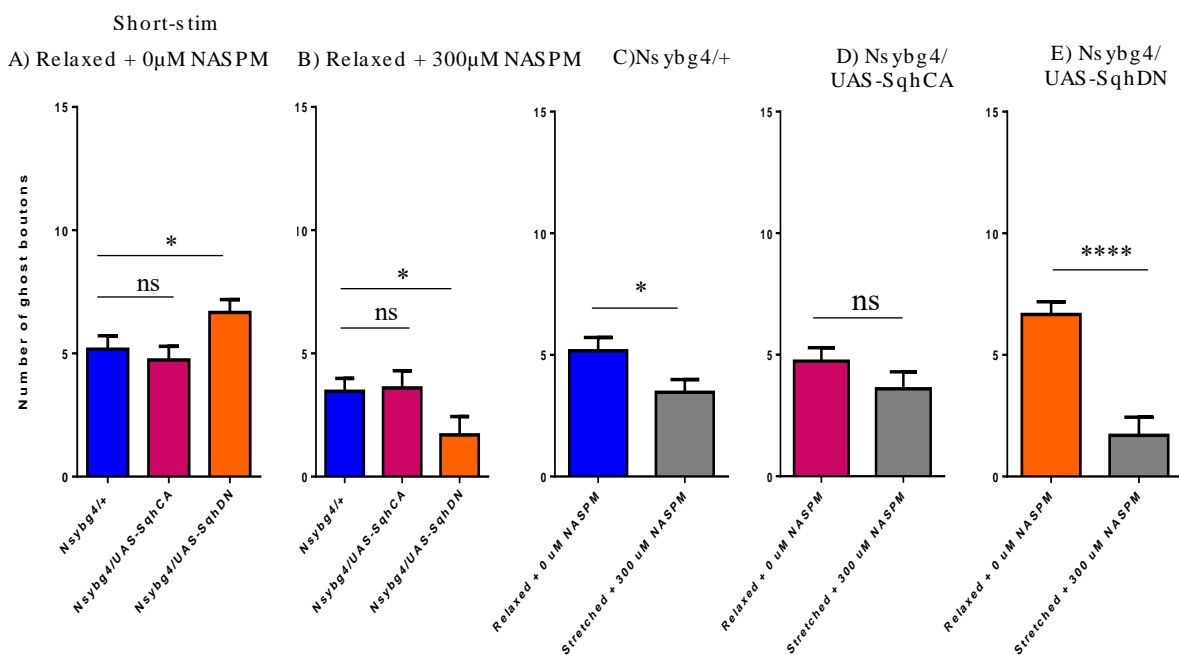 Short-stim
A) Relaxed + 0µM NASPM
B) Relaxed + 300µM NASPM
C)Nsybg4/+
D) Nsybg4/
UAS-SqhCA
E) Nsybg4/
UAS-SqhDN
Number of ghost boutons
15
10
5
0
*
ns
Nsybg4/+
Nsybg4/UAS-SqhCA
Nsybg4/UAS-SqhDN
15
10
5
0
*
ns
Nsybg4/+
Nsybg4/UAS-SqhCA
Nsybg4/UAS-SqhDN
15
10
5
0
*
Relaxed + 0 uM NASPM
Stretched + 300 uM NASPM
15
10
5
0
ns
Relaxed + 0 uM NASPM
Stretched + 300 uM NASPM
15
10
5
0
****
Relaxed + 0 uM NASPM
Stretched + 300 uM NASPM